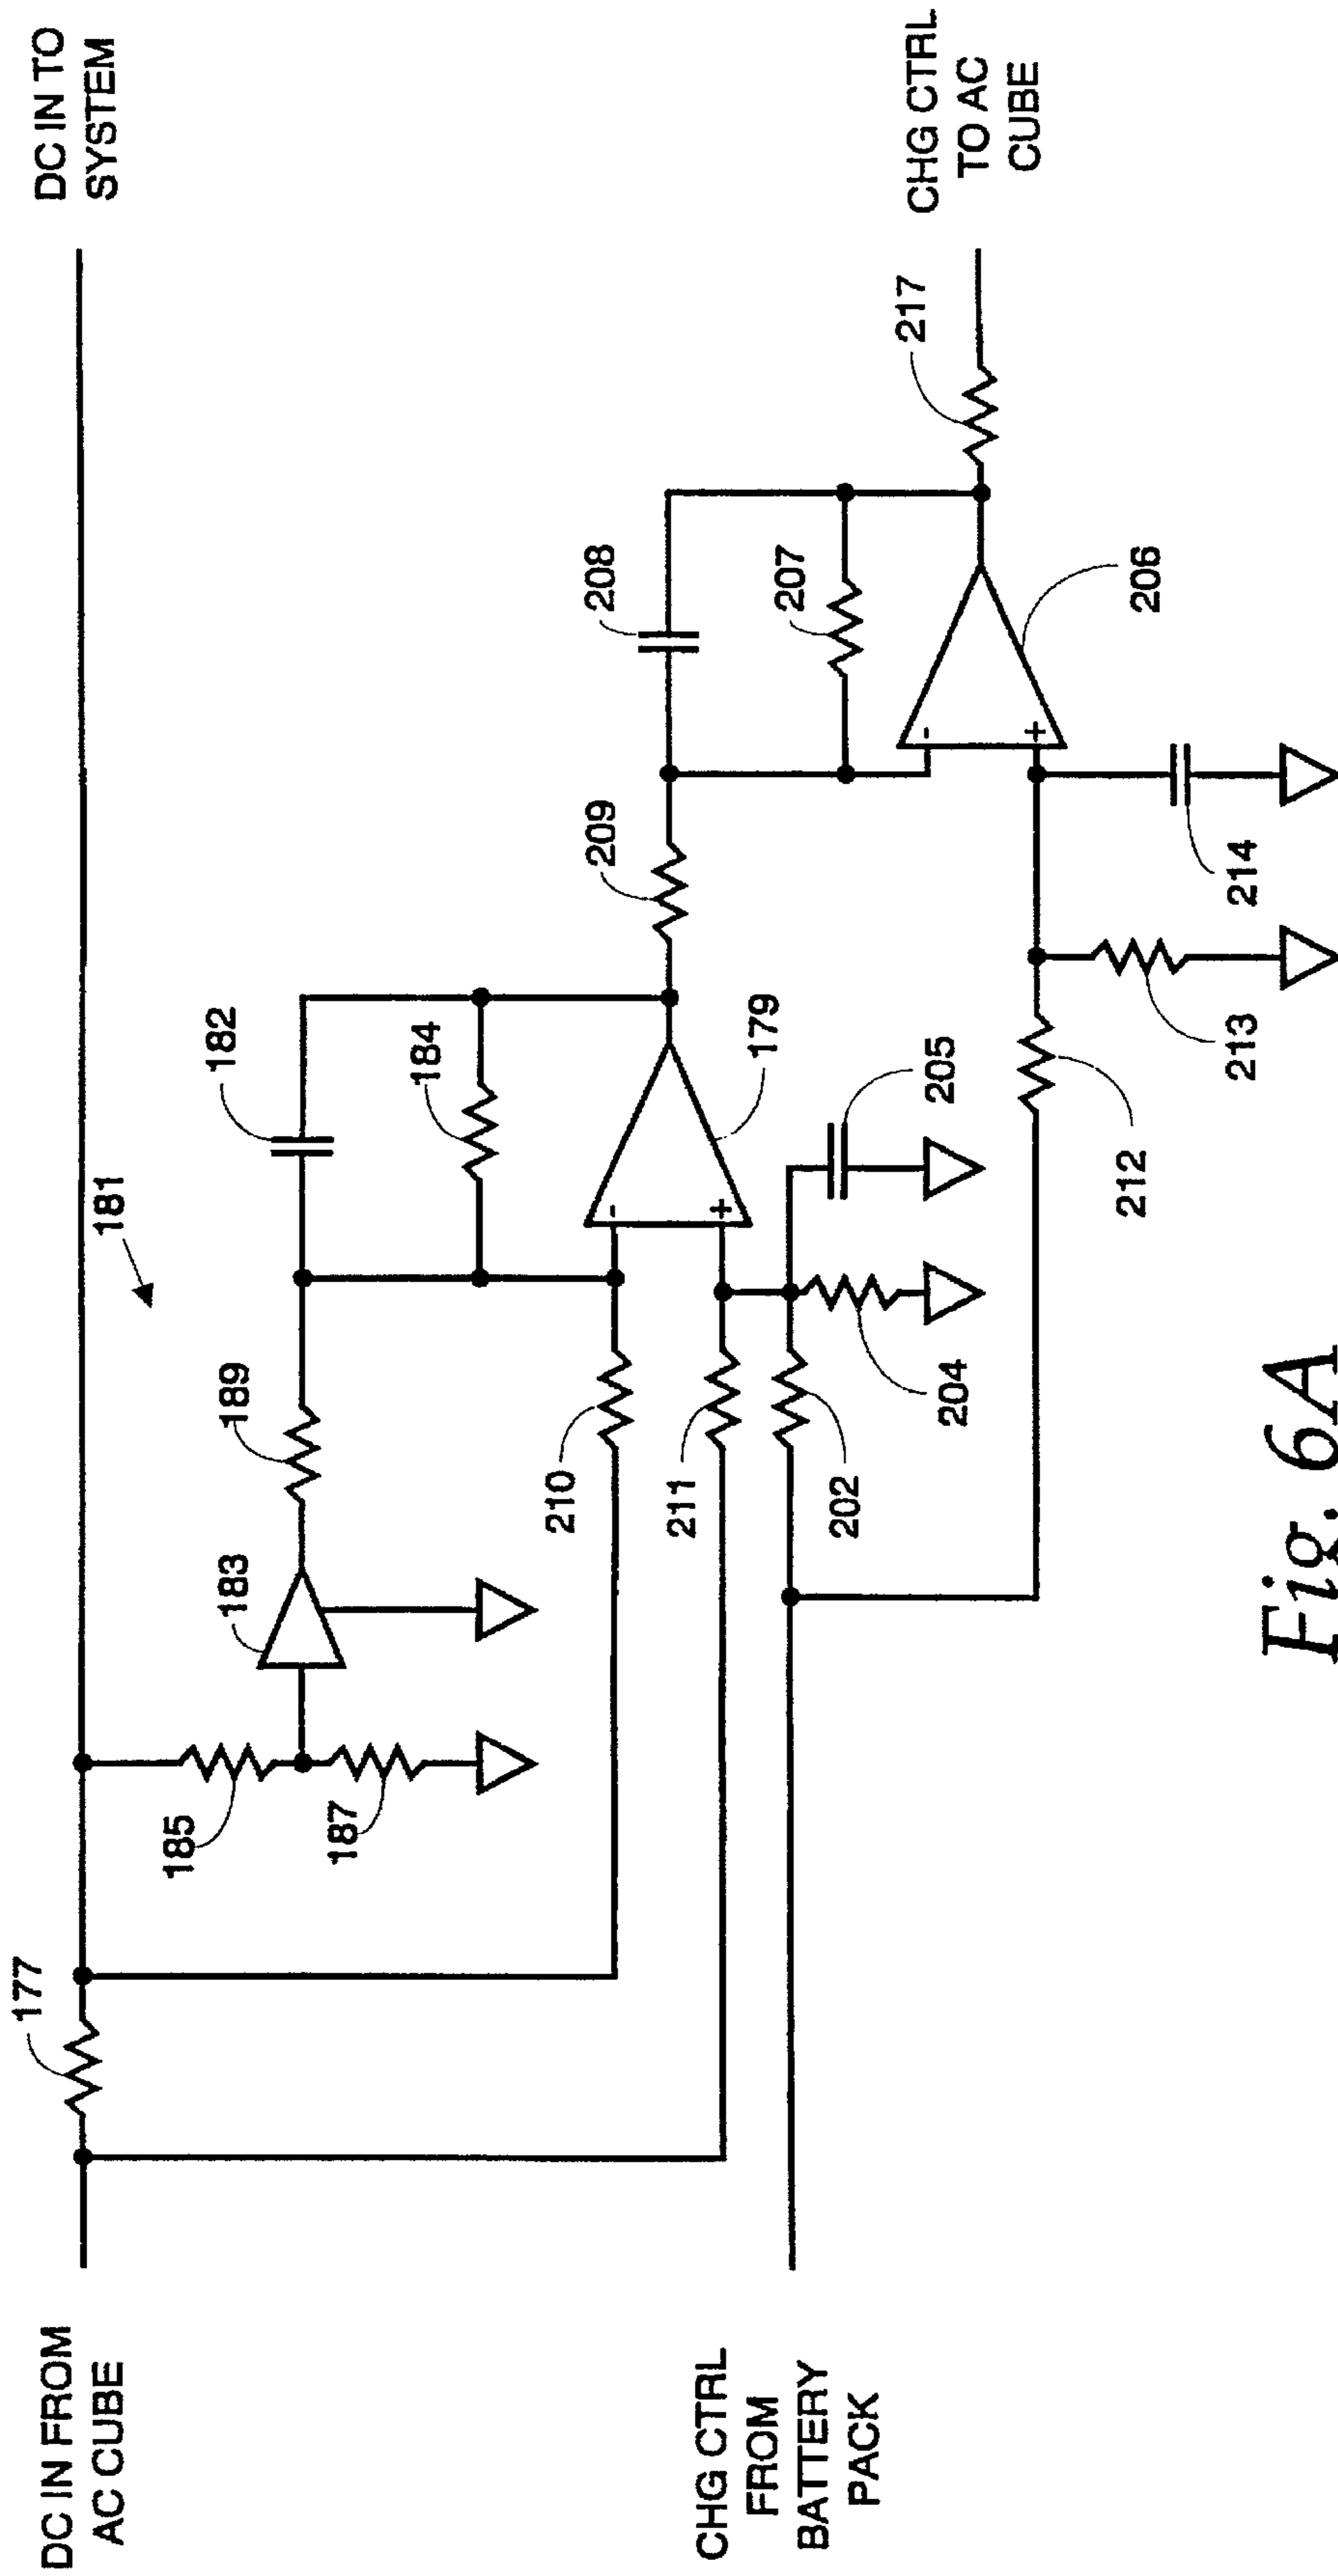 DC IN FROM
AC CUBE
DC IN TO
SYSTEM
177
181
185
187
183
189
182
184
210
211
-
+
179
CHG CTRL
FROM
BATTERY
PACK
202
204
205
209
208
207
-
+
206
217
CHG CTRL
TO AC
CUBE
212
213
214
Fig. 6A